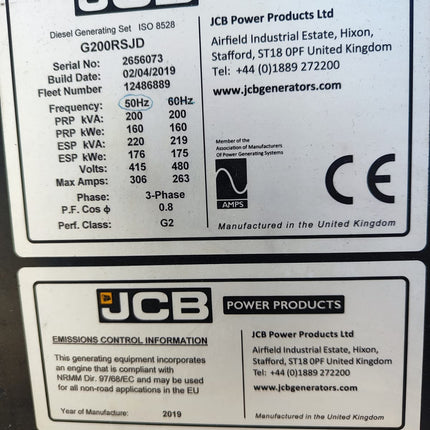 JCB
Diesel Generating Set ISO 8528
G200RSJD
Serial No: 2656073
Build Date: 02/04/2019
Fleet Number 12486889
Frequency: 50Hz 60Hz
PRP kVA: 200 200
PRP kWe: 160 160
ESP kVA: 220 219
ESP kWe: 176 175
Volts: 415 480
Max Amps: 306 263
Phase: 3-Phase
P.F. Cos ϕ 0.8
Perf. Class: G2
JCB Power Products Ltd
Airfield Industrial Estate, Hixon,
Stafford, ST18 0PF United Kingdom
Tel: +44 (0)1889 272200
www.jcbgenerators.com
Member of the
Association of Manufacturers
Of Power Generating Systems
AMPS
CE
Manufactured in the United Kingdom
JCB POWER PRODUCTS
EMISSIONS CONTROL INFORMATION
This generating equipment incorporates
an engine that is compliant with
NRMM Dir. 97/68/EC and may be used
for all non-road applications in the EU
Year of Manufacture: 2019
JCB Power Products Ltd
Airfield Industrial Estate, Hixon,
Stafford, ST18 0PF United Kingdom
Tel: +44 (0)1889 272200
www.jcbgenerators.com
Manufactured in the United Kingdom